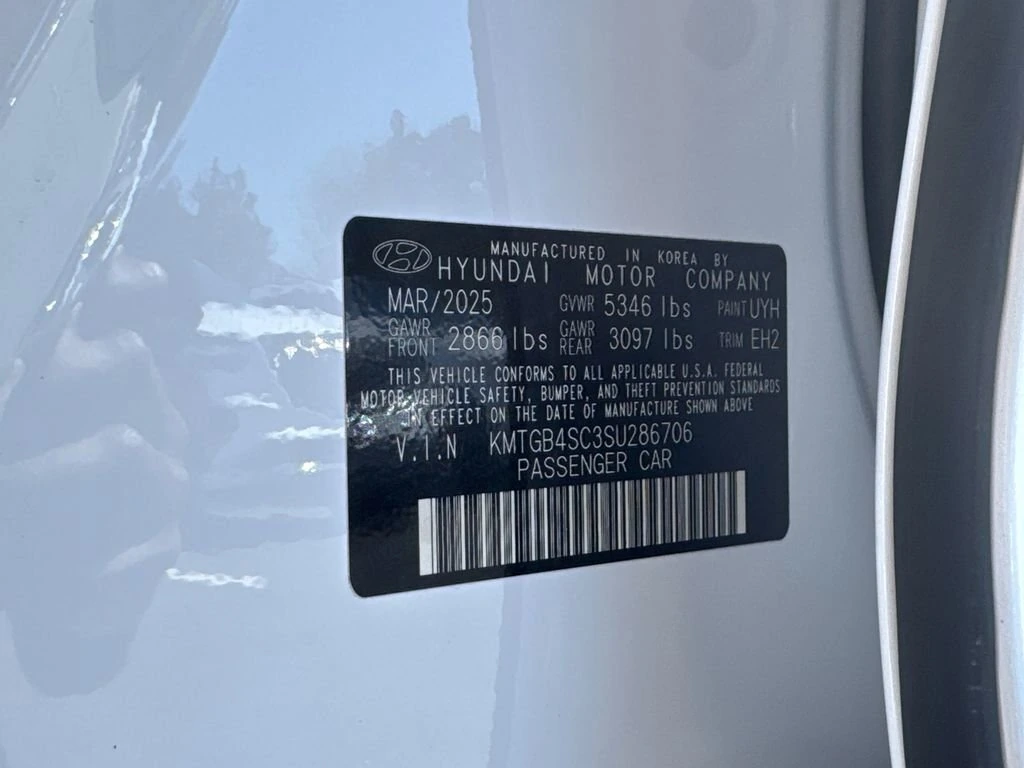 MANUFACTURED IN KOREA BY
HYUNDAI MOTOR COMPANY
MAR/2025 GVWR 5346 lbs PAINT UYH
GAWR FRONT 2866 lbs GAWR REAR 3097 lbs TRIM EH2
THIS VEHICLE CONFORMS TO ALL APPLICABLE U.S.A. FEDERAL
MOTOR VEHICLE SAFETY, BUMPER, AND THEFT PREVENTION STANDARDS
IN EFFECT ON THE DATE OF MANUFACTURE SHOWN ABOVE
V.I.N KMTGB4SC3SU286706
PASSENGER CAR